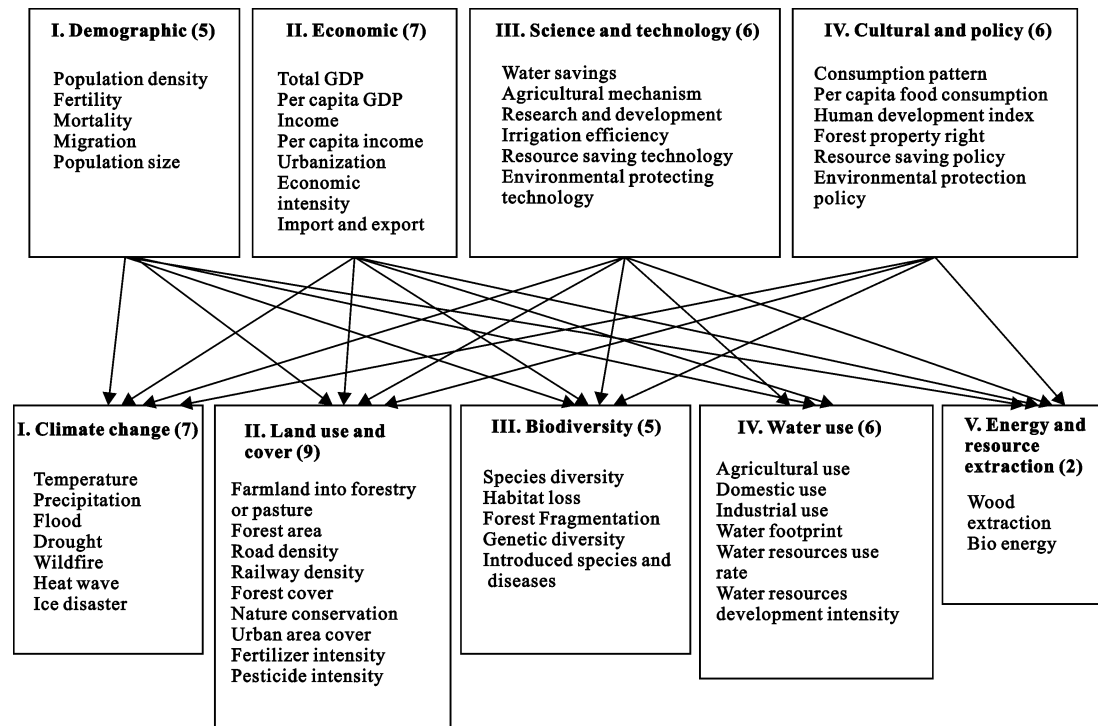 I. Demographic (5)
Population density
Fertility
Mortality
Migration
Population size
II. Economic (7)
Total GDP
Per capita GDP
Income
Per capita income
Urbanization
Economic
intensity
Import and export
III. Science and technology (6)
Water savings
Agricultural mechanism
Research and development
Irrigation efficiency
Resource saving technology
Environmental protecting
technology
IV. Cultural and policy (6)
Consumption pattern
Per capita food consumption
Human development index
Forest property right
Resource saving policy
Environmental protection
policy
I. Climate change (7)
Temperature
Precipitation
Flood
Drought
Wildfire
Heat wave
Ice disaster
II. Land use and
cover (9)
Farmland into forestry
or pasture
Forest area
Road density
Railway density
Forest cover
Nature conservation
Urban area cover
Fertilizer intensity
Pesticide intensity
III. Biodiversity (5)
Species diversity
Habitat loss
Forest Fragmentation
Genetic diversity
Introduced species and
diseases
IV. Water use (6)
Agricultural use
Domestic use
Industrial use
Water footprint
Water resources use
rate
Water resources
development intensity
V. Energy and
resource
extraction (2)
Wood
extraction
Bio energy